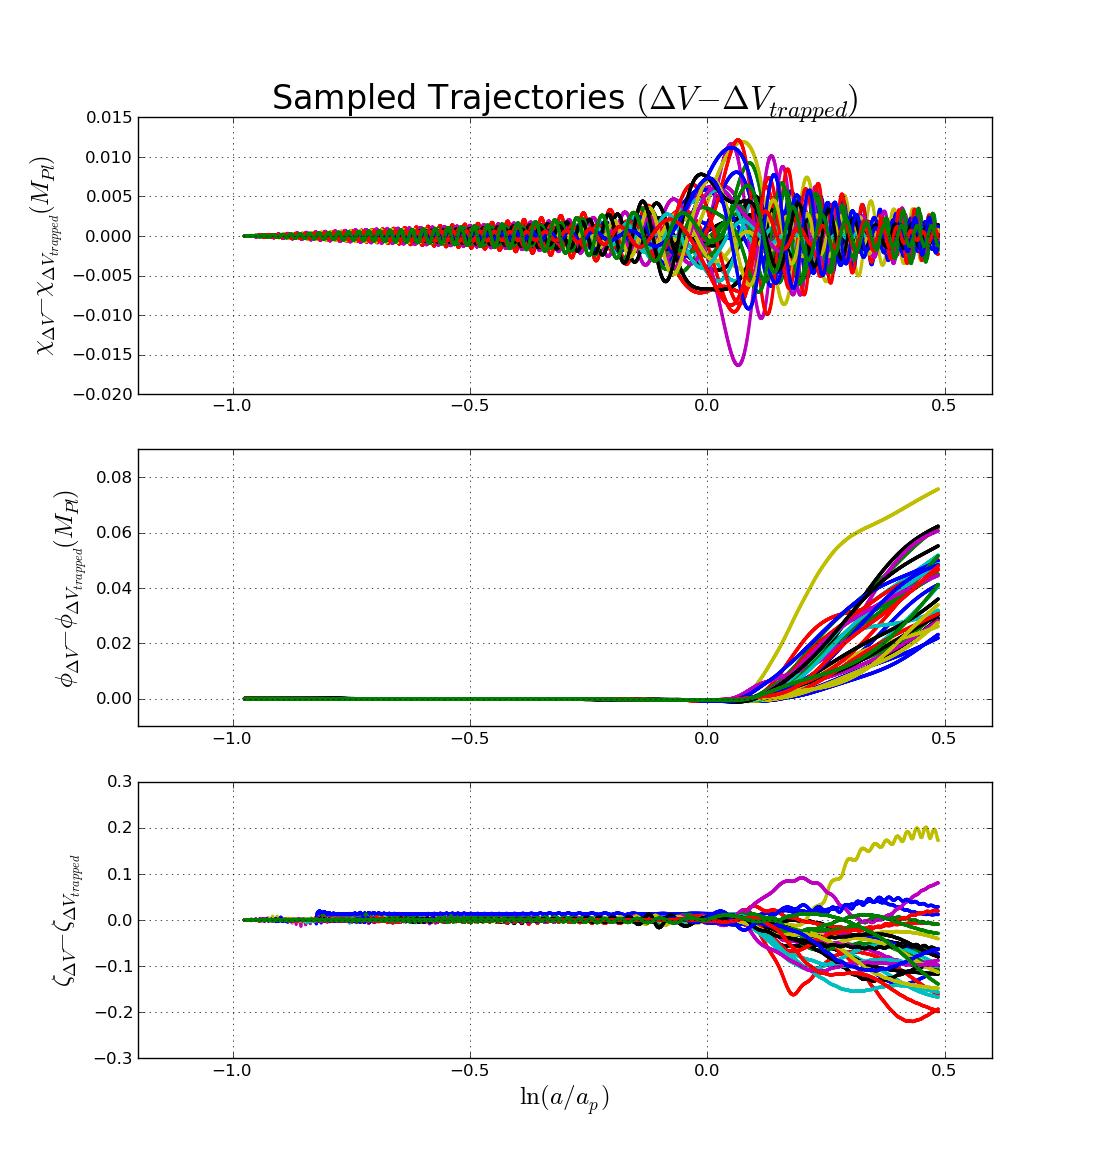 Sampled Trajectories (ΔV−ΔV_trapped)
χ_ΔV−χ_ΔV_trapped (M_Pl)
0.015
0.010
0.005
0.000
−0.005
−0.010
−0.015
−0.020
−1.0 −0.5 0.0 0.5
ϕ_ΔV−ϕ_ΔV_trapped (M_Pl)
0.08
0.06
0.04
0.02
0.00
−1.0 −0.5 0.0 0.5
ζ_ΔV−ζ_ΔV_trapped
0.3
0.2
0.1
0.0
−0.1
−0.2
−0.3
−1.0 −0.5 0.0 0.5
ln(a/a_p)